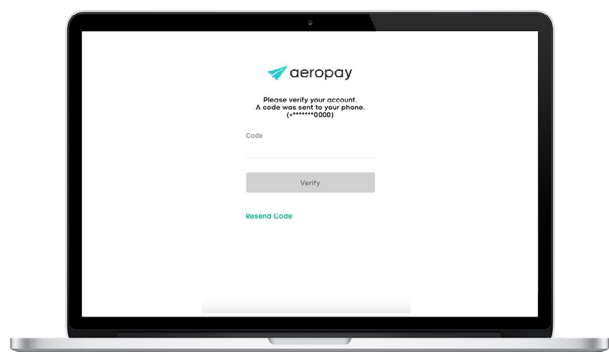 aeropay
Please verify your account.
A code was sent to your phone.
(+*******0000)
Code
Verify
Resend Code